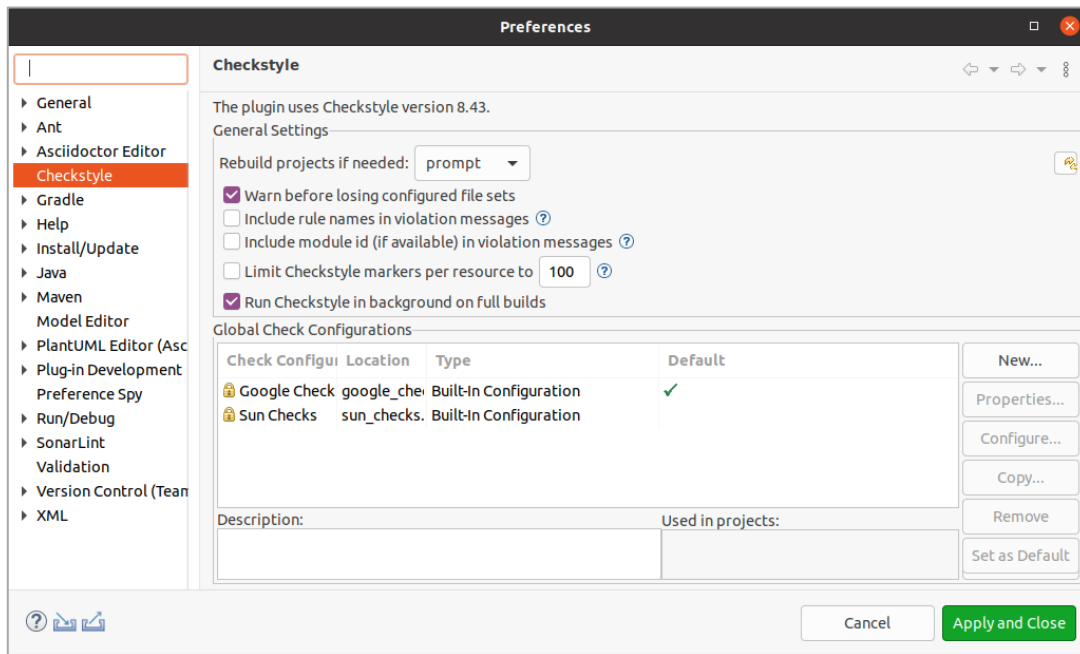 Preferences
Checkstyle
General
Ant
Asciidoctor Editor
Checkstyle
Gradle
Help
Install/Update
Java
Maven
Model Editor
PlantUML Editor (Asc
Plug-in Development
Preference Spy
Run/Debug
SonarLint
Validation
Version Control (Team
XML
The plugin uses Checkstyle version 8.43.
General Settings
Rebuild projects if needed: prompt
Warn before losing configured file sets
Include rule names in violation messages ?
Include module id (if available) in violation messages ?
Limit Checkstyle markers per resource to 100 ?
Run Checkstyle in background on full builds
Global Check Configurations
Check Configur Location Type Default
Google Check google_che Built-In Configuration ✓
Sun Checks sun_checks. Built-In Configuration
New...
Properties...
Configure...
Copy...
Remove
Set as Default
Description: Used in projects:
? Cancel Apply and Close